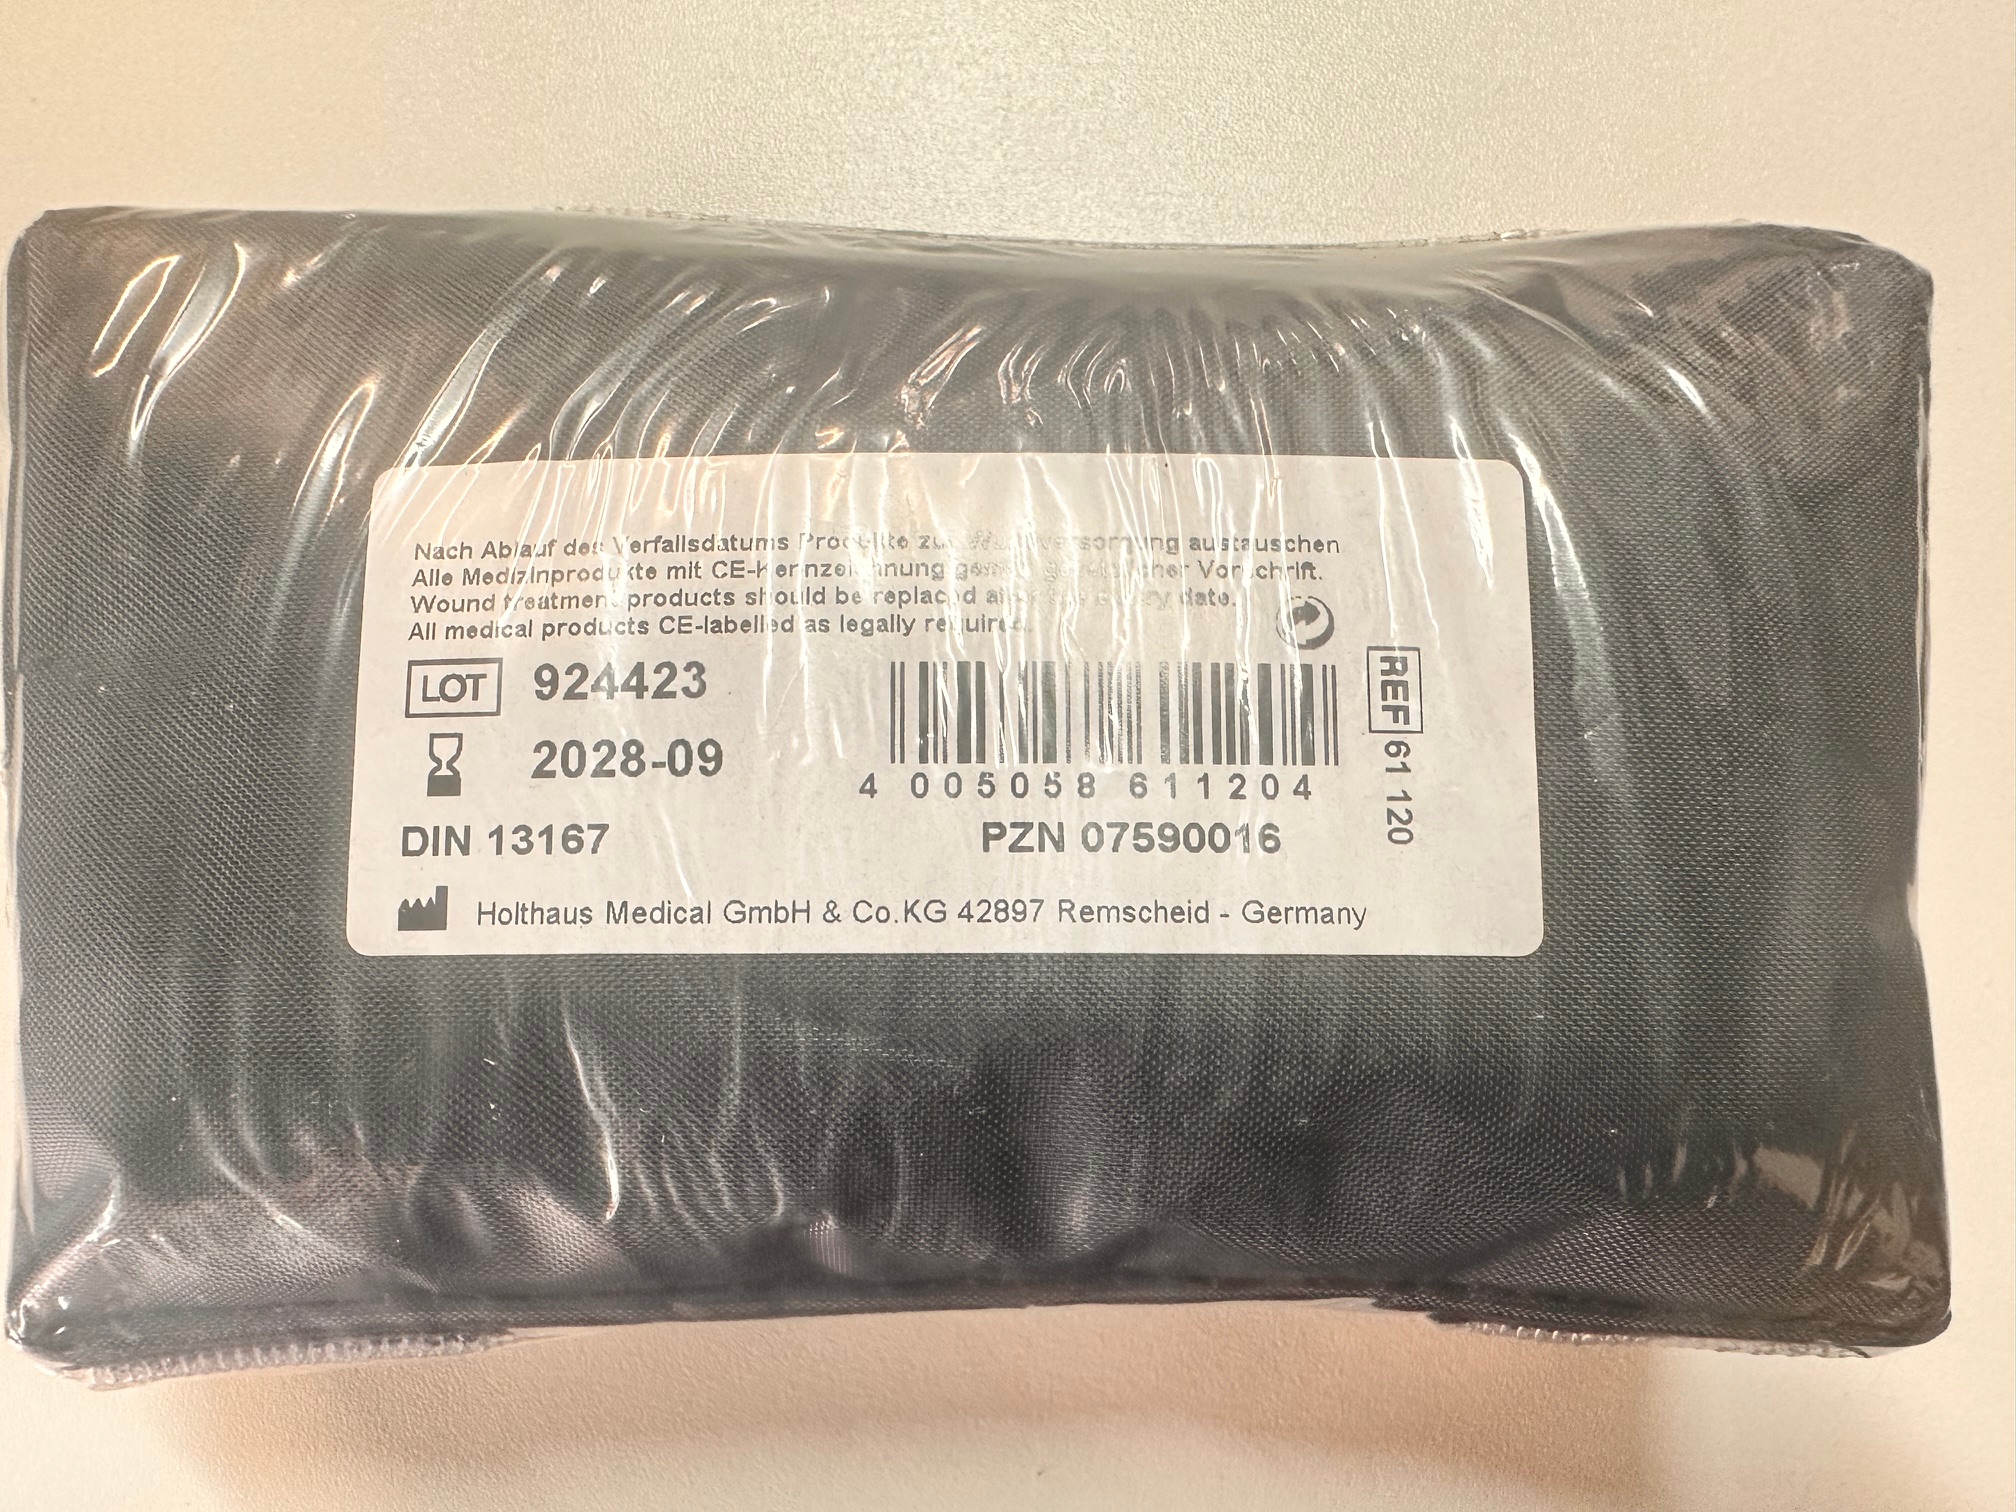 Nach Ablauf des Verfallsdatums Produkte zur Wundversorgung austauschen
Alle Medizinprodukte mit CE-Kennzeichnung gemäß gesetzlicher Vorschrift.
Wound treatment products should be replaced after the expiry date.
All medical products CE-labelled as legally required.
LOT 924423
2028-09
4 005058 611204
REF 61 120
DIN 13167
PZN 07590016
Holthaus Medical GmbH & Co.KG 42897 Remscheid - Germany